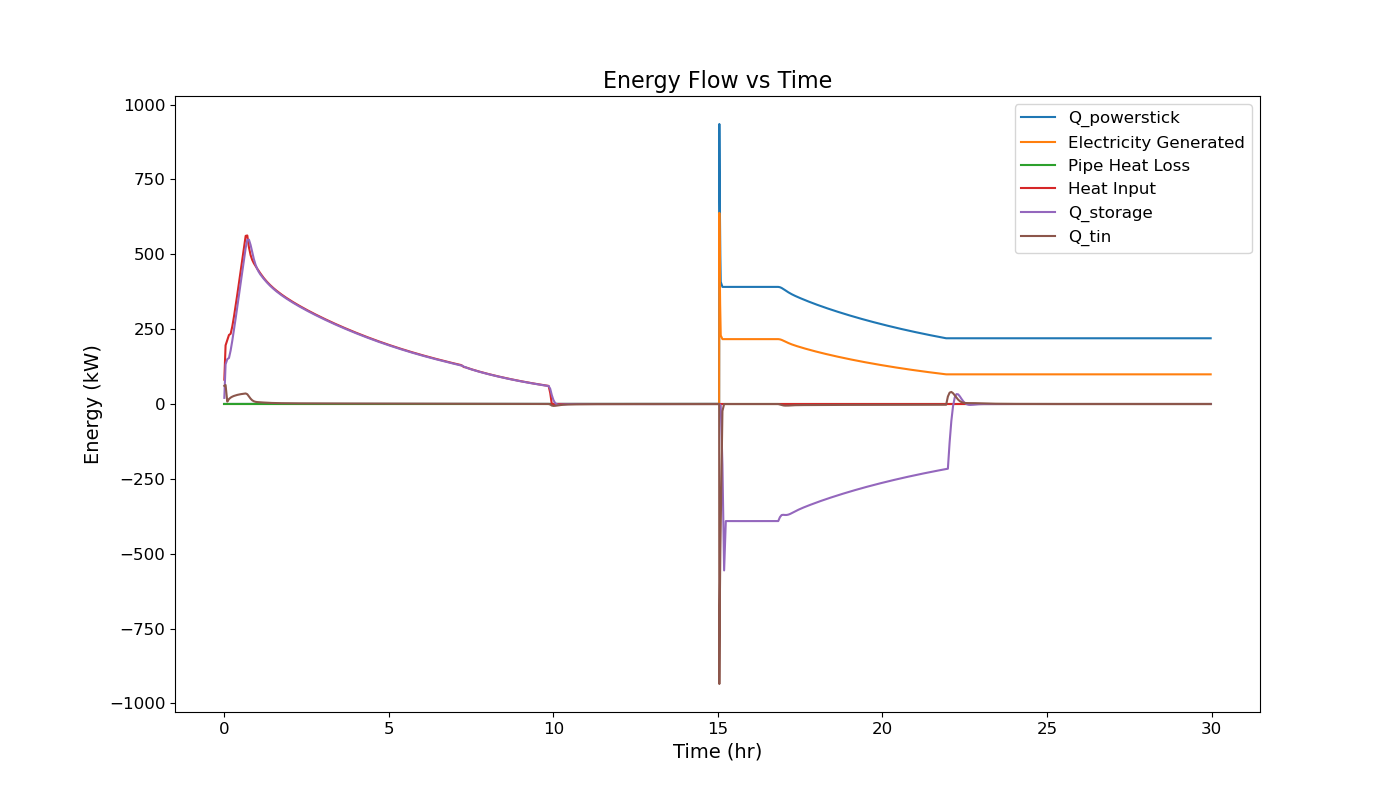 Energy Flow vs Time
Energy (kW)
1000
750
500
250
0
−250
−500
−750
−1000
Q_powerstick
Electricity Generated
Pipe Heat Loss
Heat Input
Q_storage
Q_tin
0
5
10
15
20
25
30
Time (hr)